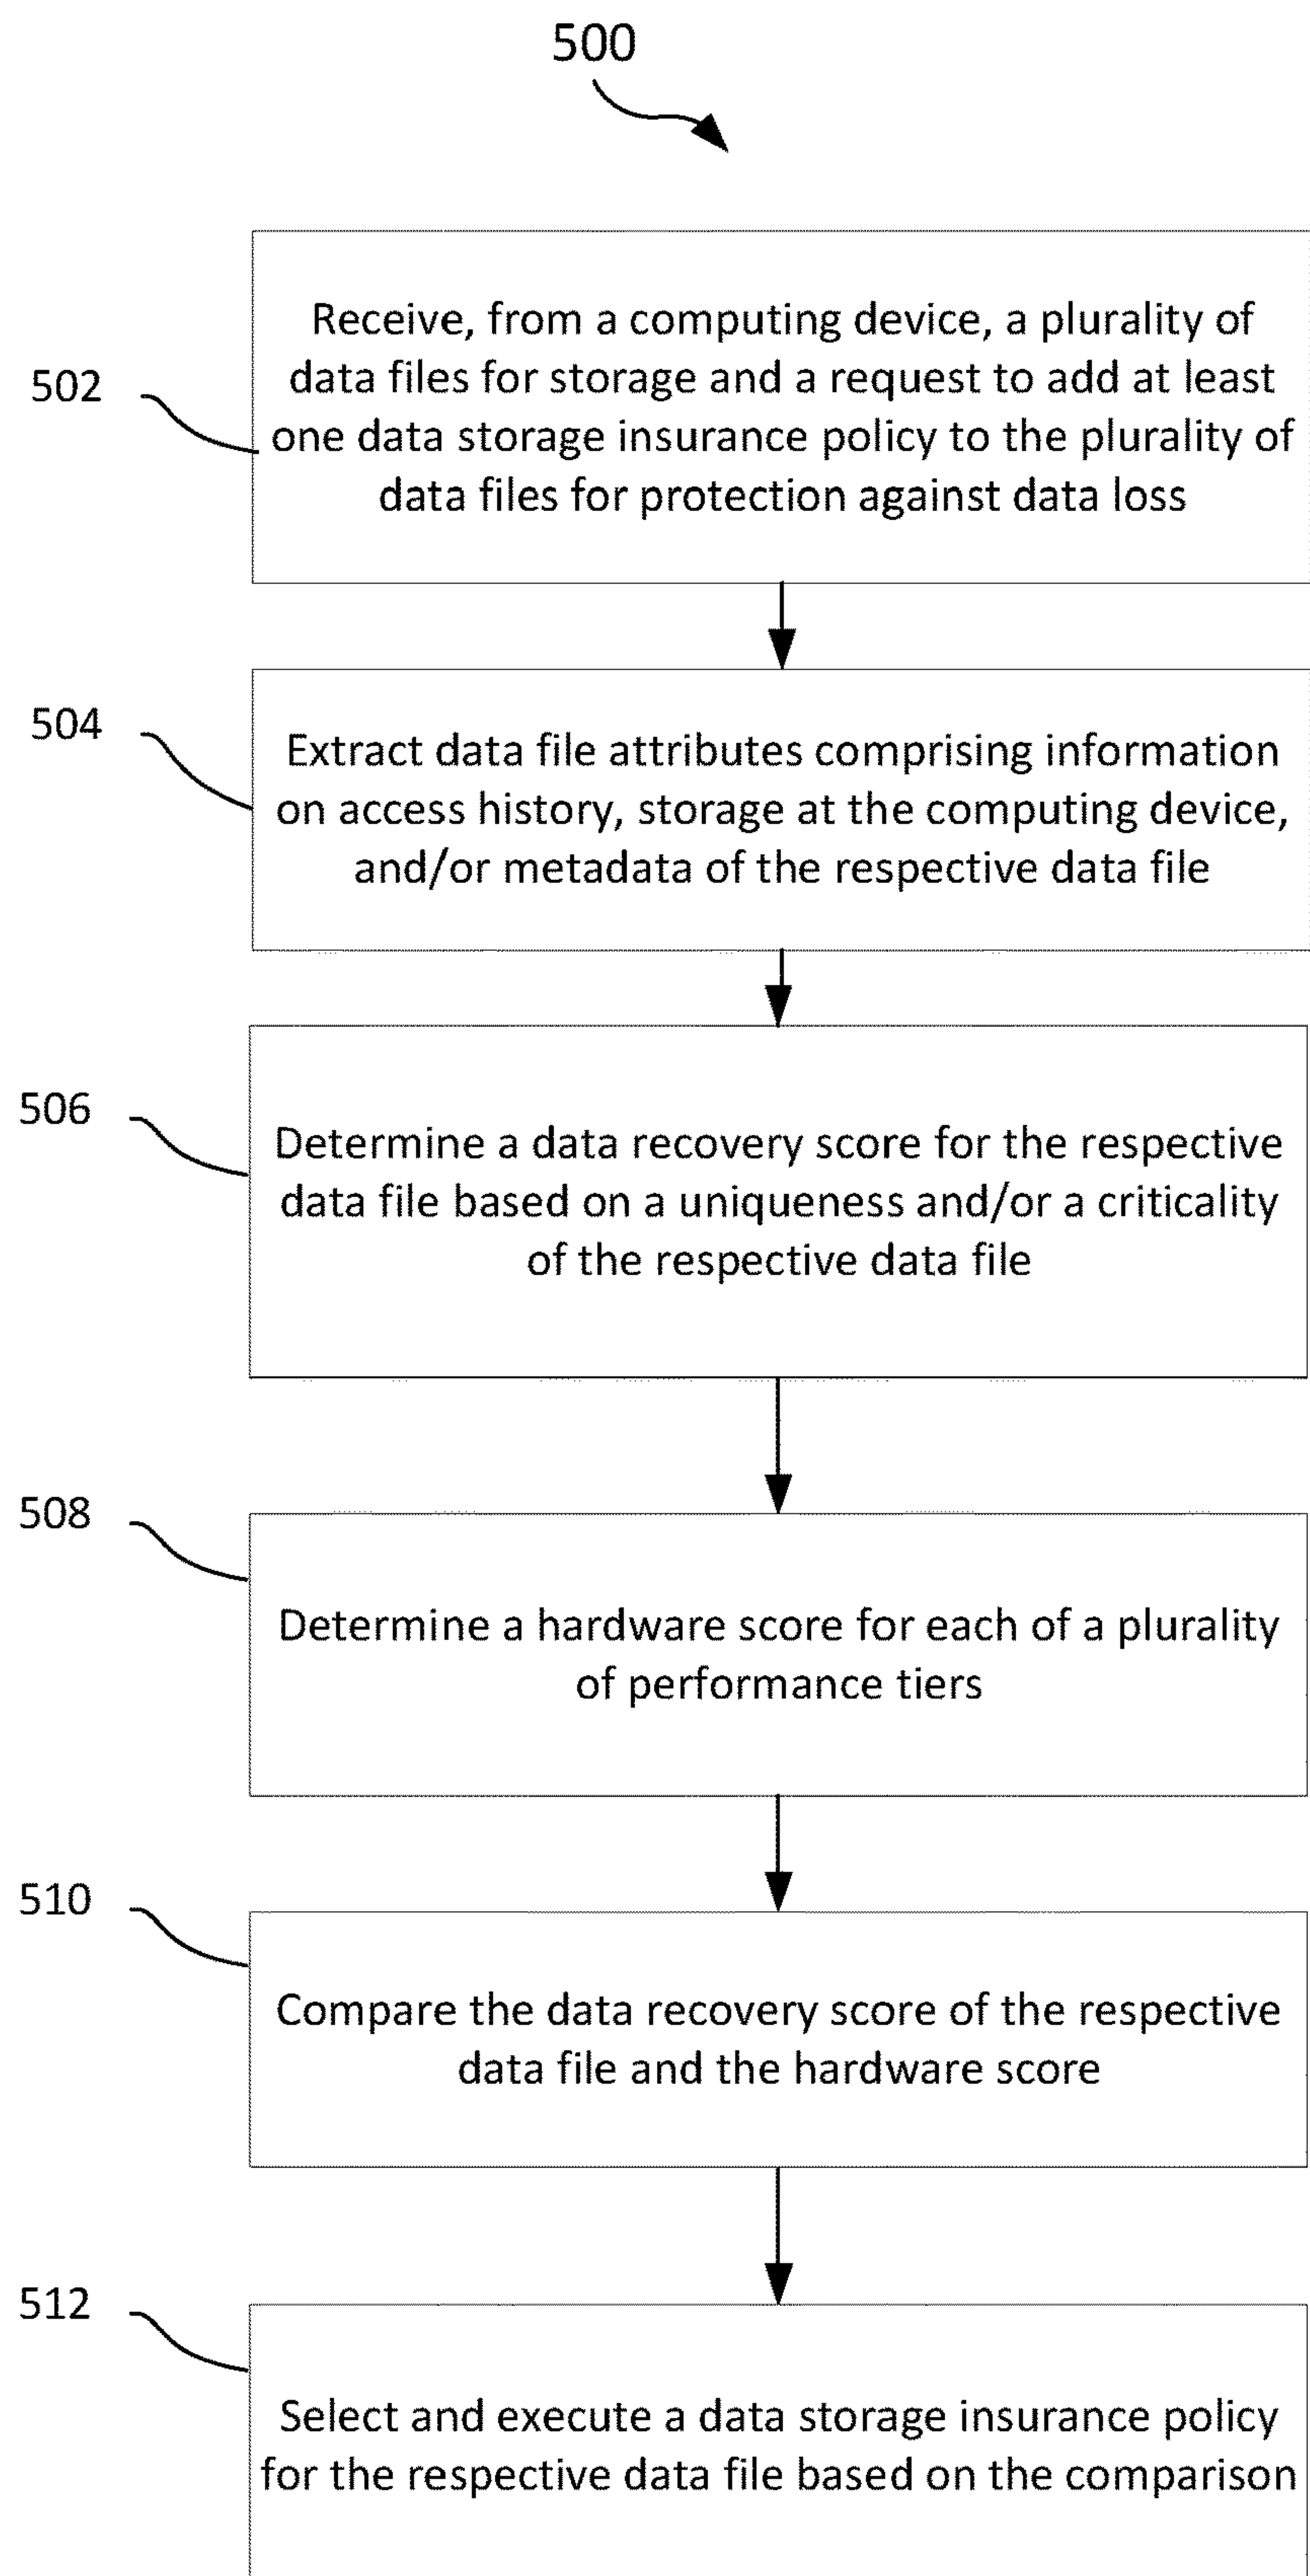 500
502
Receive, from a computing device, a plurality of
data files for storage and a request to add at least
one data storage insurance policy to the plurality of
data files for protection against data loss
504
Extract data file attributes comprising information
on access history, storage at the computing device,
and/or metadata of the respective data file
506
Determine a data recovery score for the respective
data file based on a uniqueness and/or a criticality
of the respective data file
508
Determine a hardware score for each of a plurality
of performance tiers
510
Compare the data recovery score of the respective
data file and the hardware score
512
Select and execute a data storage insurance policy
for the respective data file based on the comparison